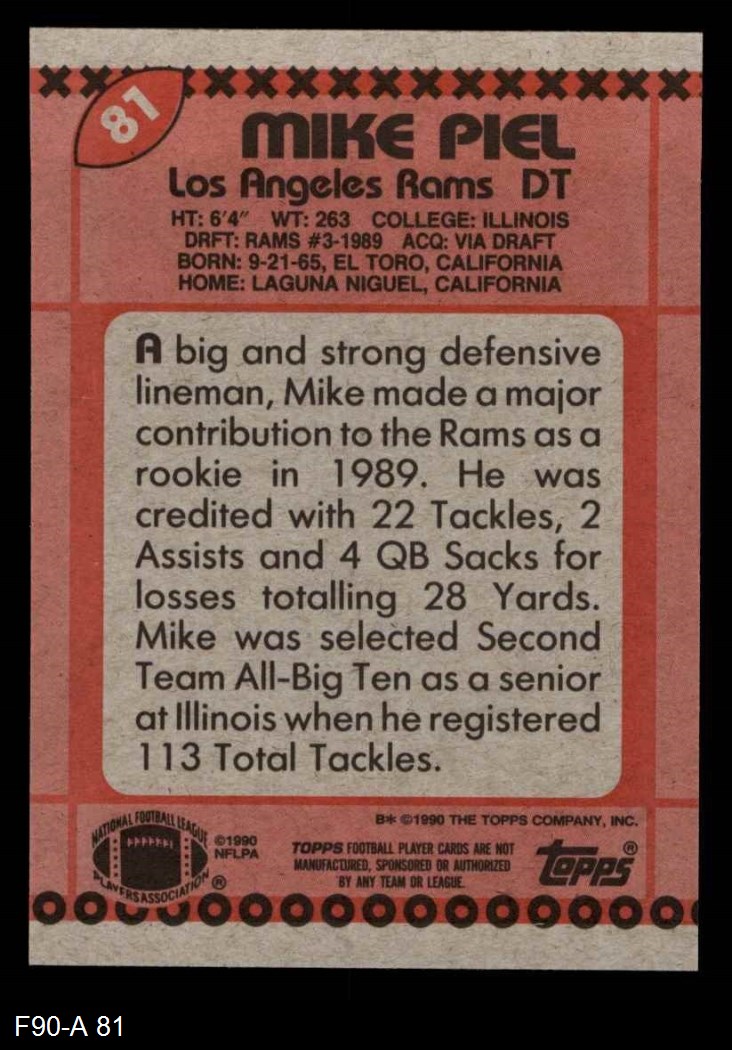 81
MIKE PIEL
Los Angeles Rams DT
HT: 6'4" WT: 263 COLLEGE: ILLINOIS
DRFT: RAMS #3-1989 ACQ: VIA DRAFT
BORN: 9-21-65, EL TORO, CALIFORNIA
HOME: LAGUNA NIGUEL, CALIFORNIA
A big and strong defensive
lineman, Mike made a major
contribution to the Rams as a
rookie in 1989. He was
credited with 22 Tackles, 2
Assists and 4 QB Sacks for
losses totalling 28 Yards.
Mike was selected Second
Team All-Big Ten as a senior
at Illinois when he registered
113 Total Tackles.
B* ©1990 THE TOPPS COMPANY, INC.
NATIONAL FOOTBALL LEAGUE
PLAYERS ASSOCIATION ®
©1990
NFLPA
TOPPS FOOTBALL PLAYER CARDS ARE NOT
MANUFACTURED, SPONSORED OR AUTHORIZED
BY ANY TEAM OR LEAGUE.
TOPPS®
F90-A 81